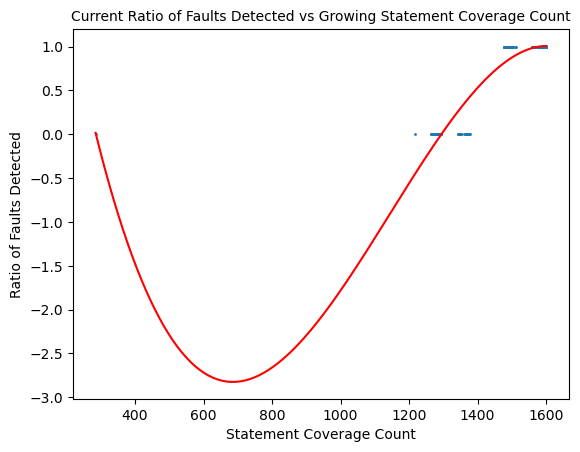 Current Ratio of Faults Detected vs Growing Statement Coverage Count
1.0
0.5
0.0
−0.5
−1.0
−1.5
−2.0
−2.5
−3.0
Ratio of Faults Detected
400 600 800 1000 1200 1400 1600
Statement Coverage Count